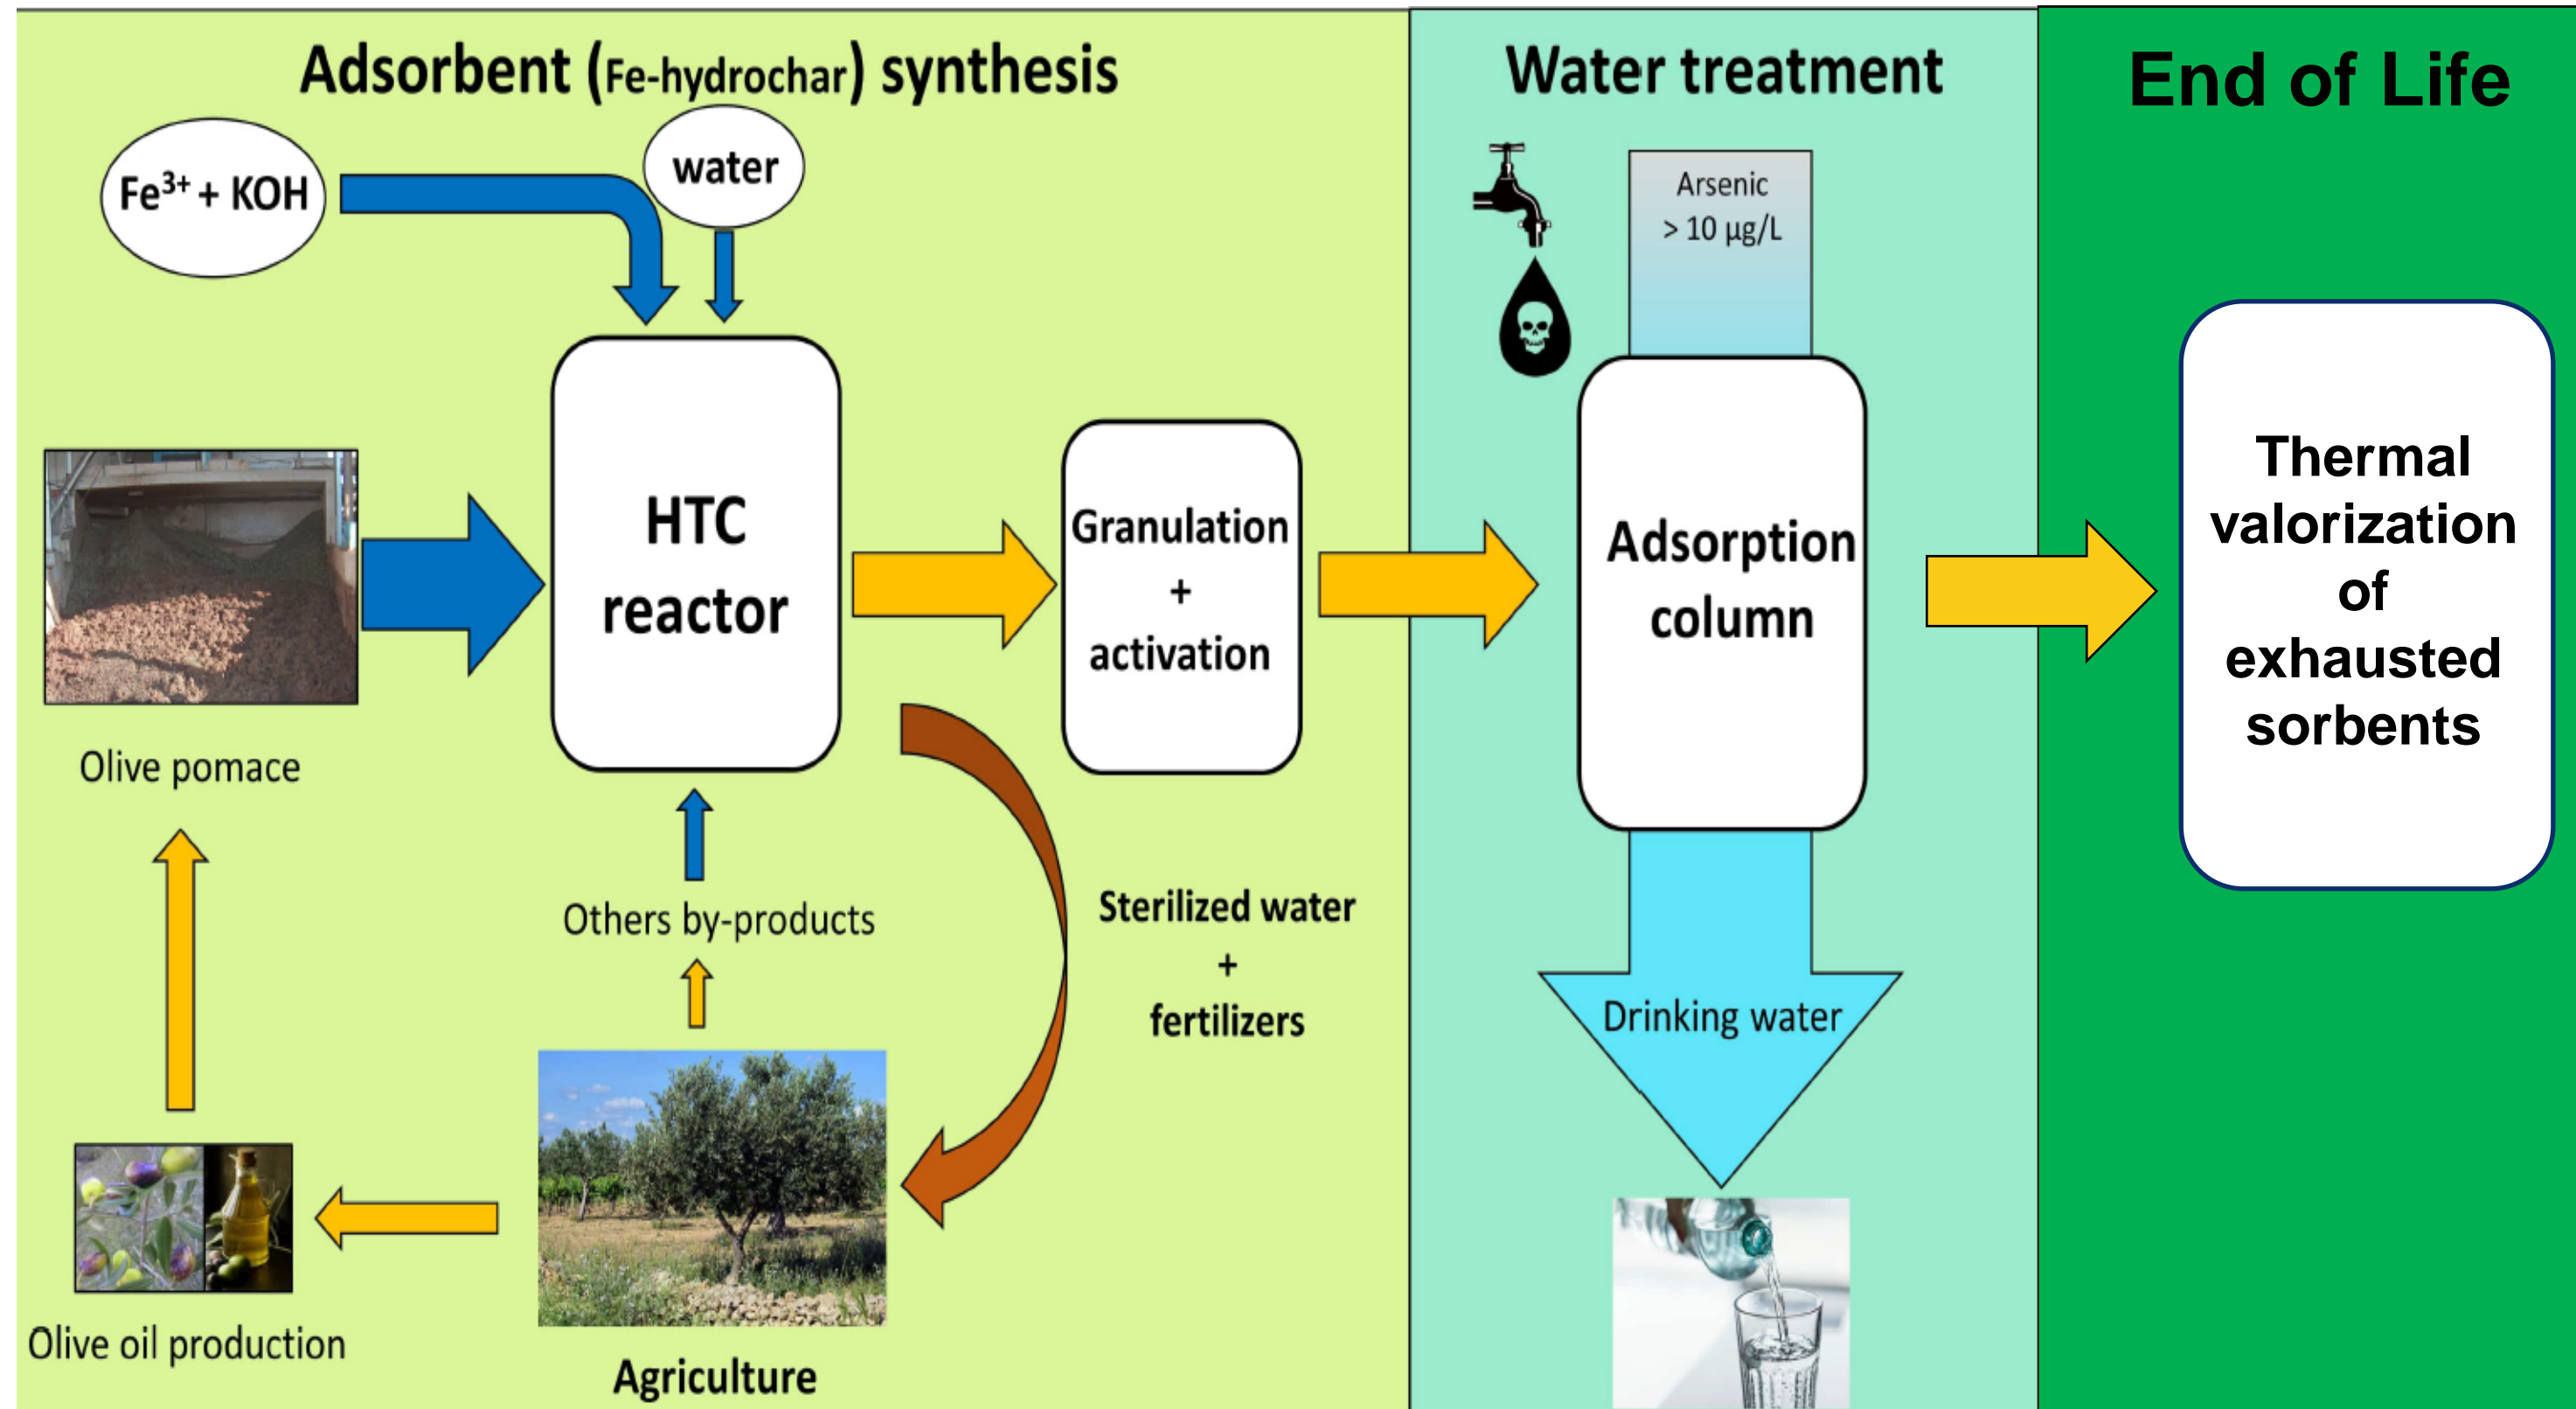 Adsorbent (Fe-hydrochar) synthesis
Fe³⁺ + KOH
water
HTC
reactor
Granulation
+
activation
Olive pomace
Others by-products
Sterilized water
+
fertilizers
Olive oil production
Agriculture
Water treatment
Arsenic
> 10 µg/L
Adsorption
column
Drinking water
End of Life
Thermal
valorization
of
exhausted
sorbents